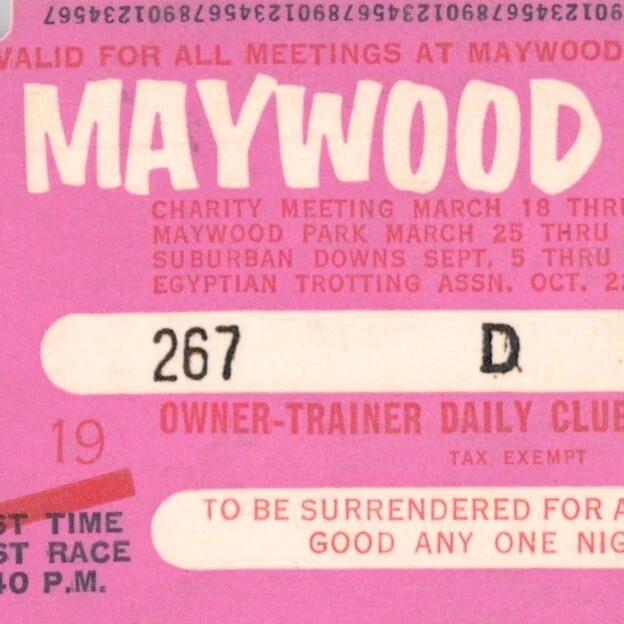 VALID FOR ALL MEETINGS AT MAYWOOD
MAYWOOD
CHARITY MEETING MARCH 18 THRU
MAYWOOD PARK MARCH 25 THRU
SUBURBAN DOWNS SEPT. 5 THRU
EGYPTIAN TROTTING ASSN. OCT.
267 D
OWNER-TRAINER DAILY CLUB
TAX EXEMPT
19
TO BE SURRENDERED FOR A
GOOD ANY ONE NIG
ST TIME
ST RACE
40 P.M.